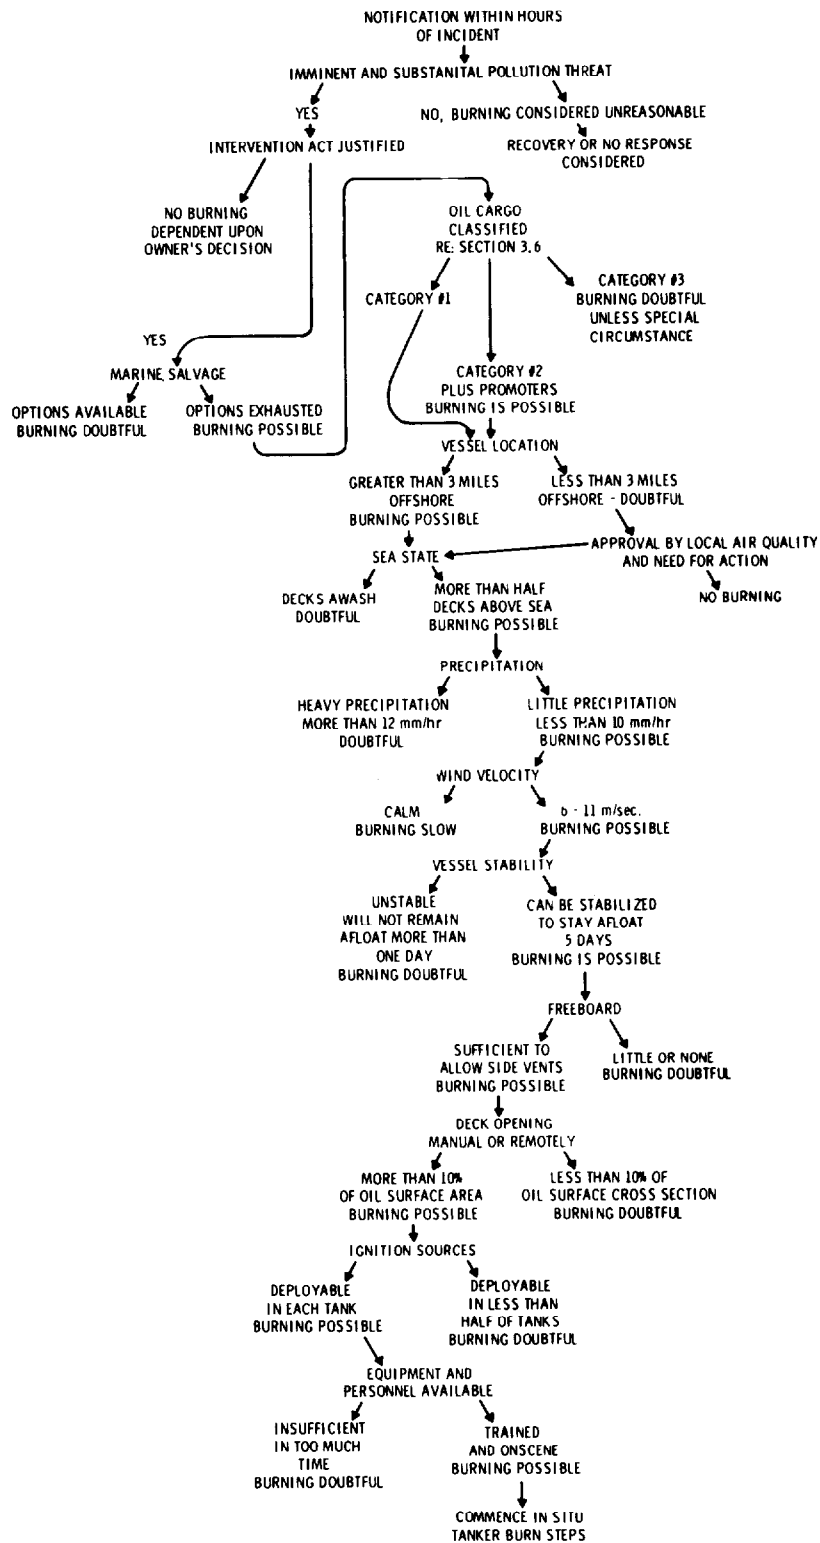 NOTIFICATION WITHIN HOURS
OF INCIDENT
IMMINENT AND SUBSTANITAL POLLUTION THREAT
YES
NO, BURNING CONSIDERED UNREASONABLE
INTERVENTION ACT JUSTIFIED
RECOVERY OR NO RESPONSE
CONSIDERED
NO BURNING
DEPENDENT UPON
OWNER'S DECISION
OIL CARGO
CLASSIFIED
RE: SECTION 3.6
CATEGORY #1
CATEGORY #3
BURNING DOUBTFUL
UNLESS SPECIAL
CIRCUMSTANCE
YES
MARINE SALVAGE
CATEGORY #2
PLUS PROMOTERS
BURNING IS POSSIBLE
OPTIONS AVAILABLE
BURNING DOUBTFUL
OPTIONS EXHAUSTED
BURNING POSSIBLE
VESSEL LOCATION
GREATER THAN 3 MILES
OFFSHORE
BURNING POSSIBLE
LESS THAN 3 MILES
OFFSHORE - DOUBTFUL
SEA STATE
APPROVAL BY LOCAL AIR QUALITY
AND NEED FOR ACTION
DECKS AWASH
DOUBTFUL
MORE THAN HALF
DECKS ABOVE SEA
BURNING POSSIBLE
NO BURNING
PRECIPITATION
HEAVY PRECIPITATION
MORE THAN 12 mm/hr
DOUBTFUL
LITTLE PRECIPITATION
LESS THAN 10 mm/hr
BURNING POSSIBLE
WIND VELOCITY
CALM
BURNING SLOW
6 - 11 m/sec.
BURNING POSSIBLE
VESSEL STABILITY
UNSTABLE
WILL NOT REMAIN
AFLOAT MORE THAN
ONE DAY
BURNING DOUBTFUL
CAN BE STABILIZED
TO STAY AFLOAT
5 DAYS
BURNING IS POSSIBLE
FREEBOARD
SUFFICIENT TO
ALLOW SIDE VENTS
BURNING POSSIBLE
LITTLE OR NONE
BURNING DOUBTFUL
DECK OPENING
MANUAL OR REMOTELY
MORE THAN 10%
OF OIL SURFACE AREA
BURNING POSSIBLE
LESS THAN 10% OF
OIL SURFACE CROSS SECTION
BURNING DOUBTFUL
IGNITION SOURCES
DEPLOYABLE
IN EACH TANK
BURNING POSSIBLE
DEPLOYABLE
IN LESS THAN
HALF OF TANKS
BURNING DOUBTFUL
EQUIPMENT AND
PERSONNEL AVAILABLE
INSUFFICIENT
IN TOO MUCH
TIME
BURNING DOUBTFUL
TRAINED
AND ONSCENE
BURNING POSSIBLE
COMMENCE IN SITU
TANKER BURN STEPS